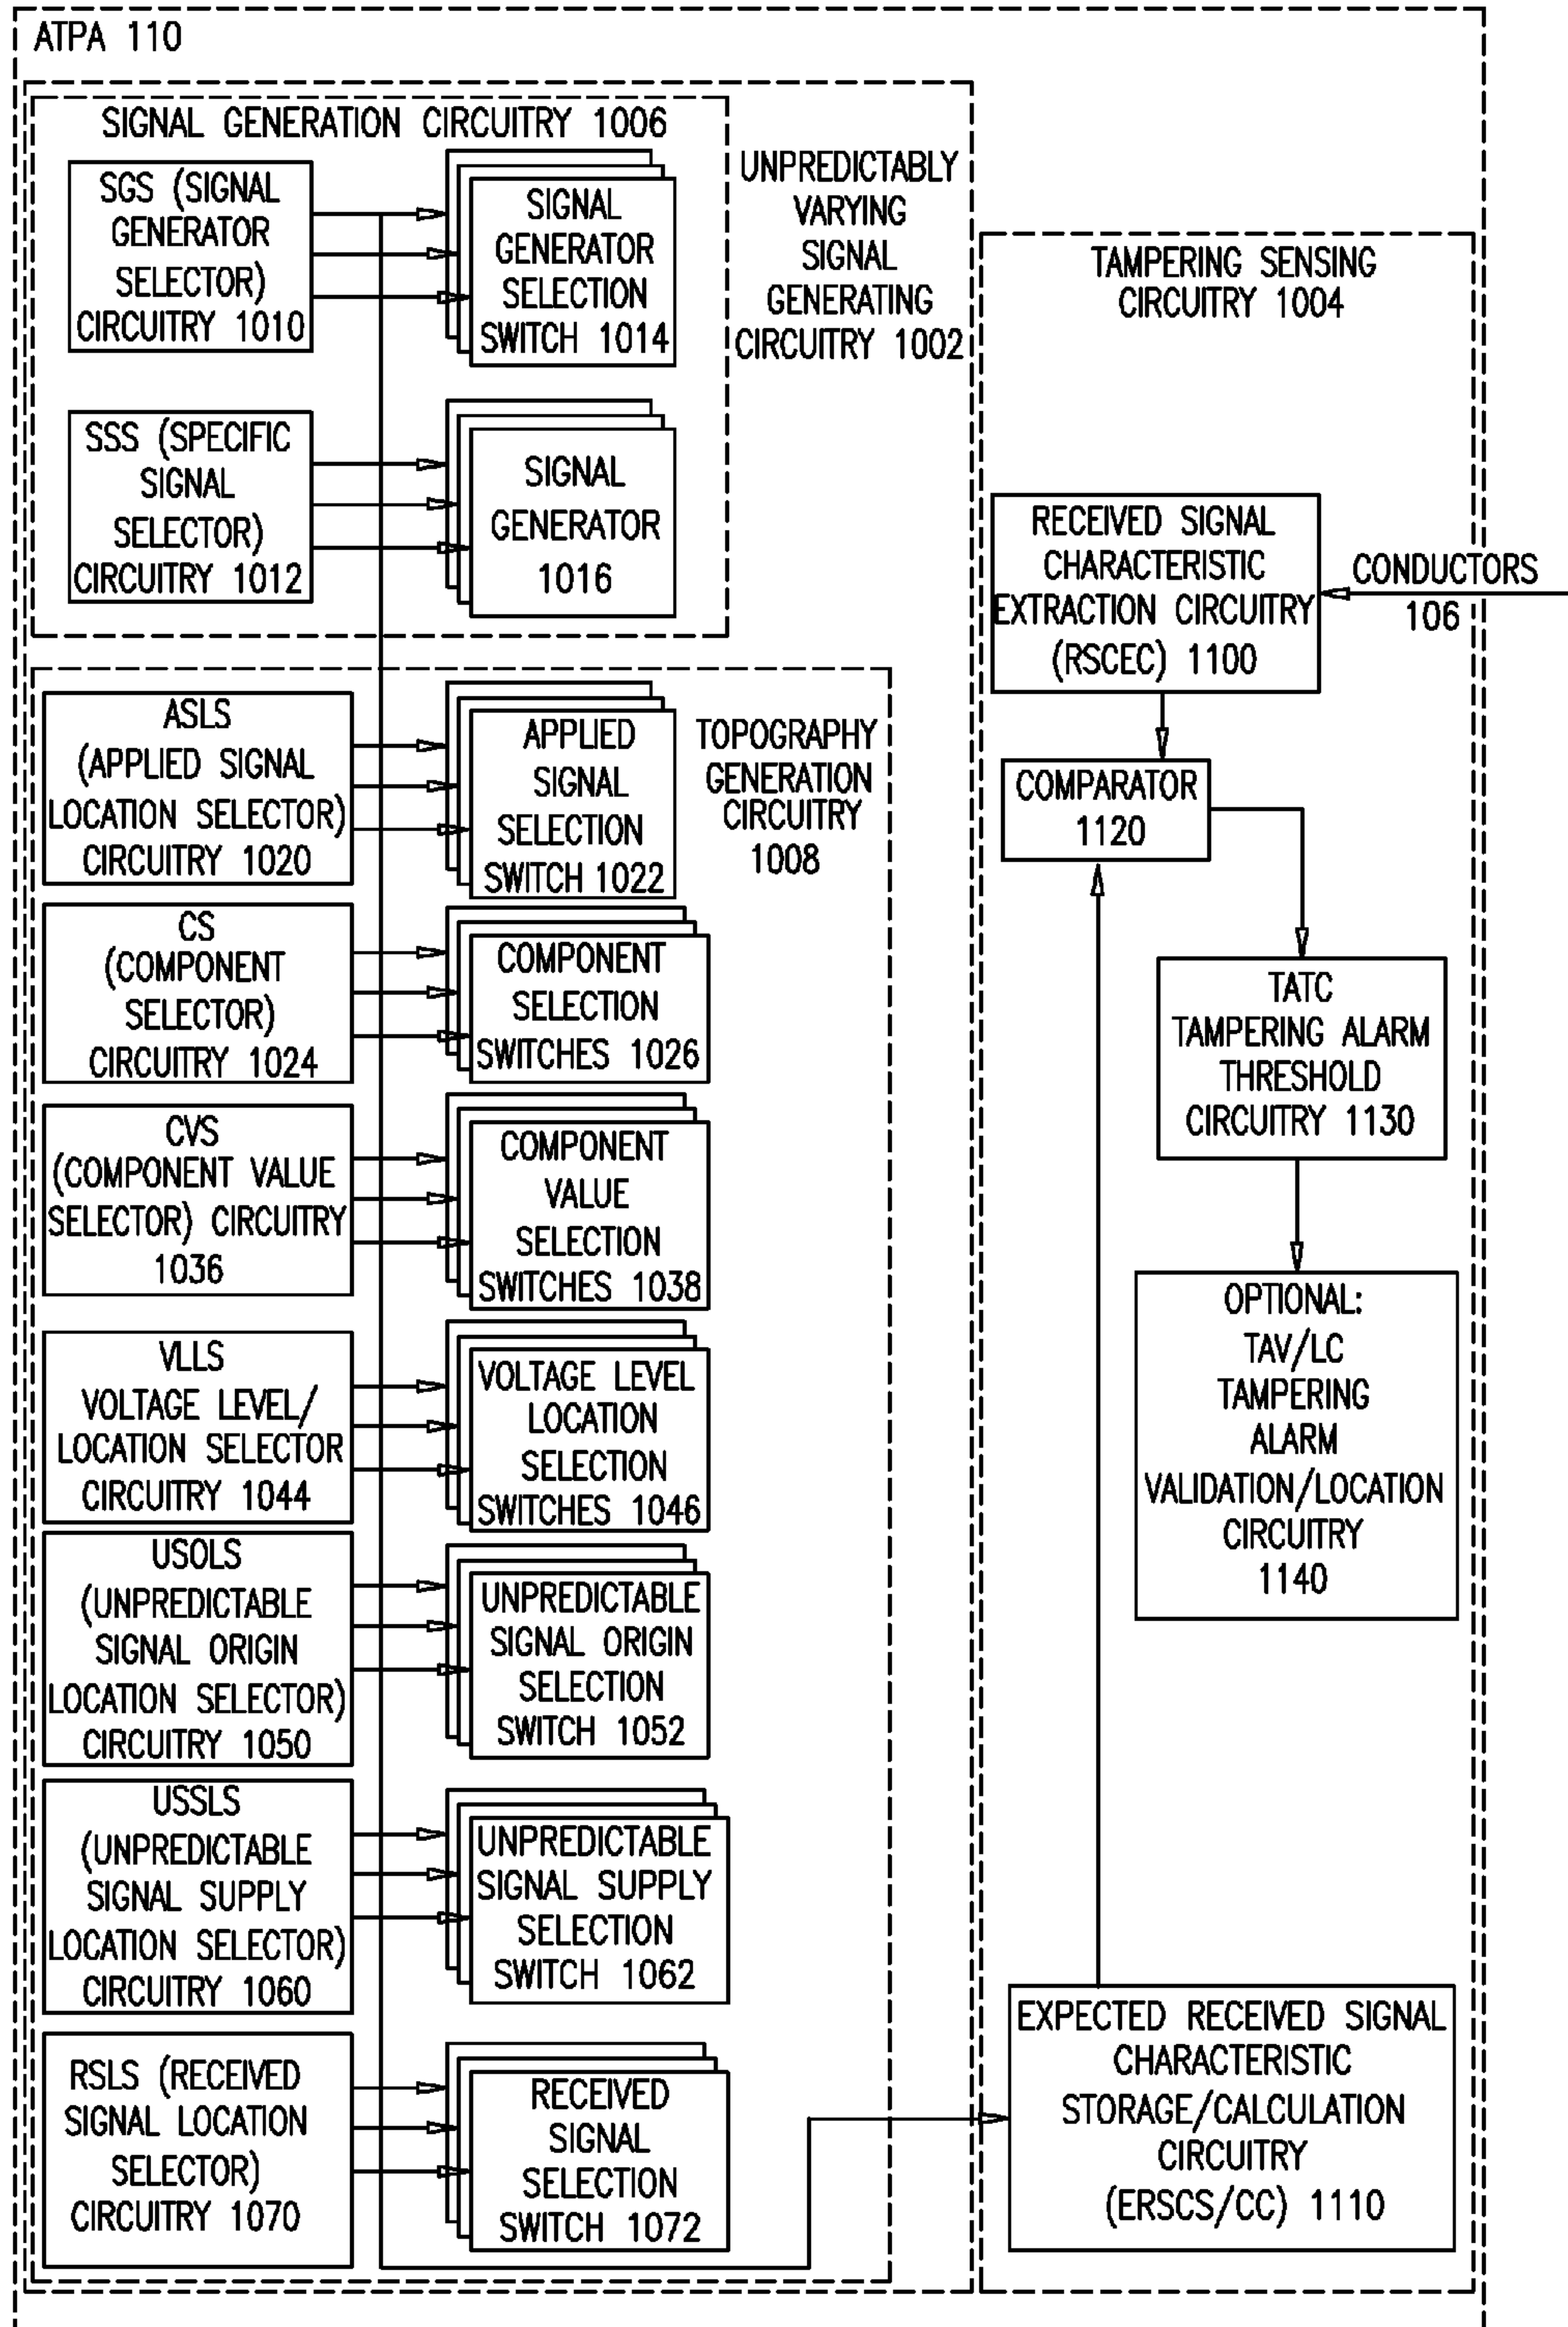 ATPA 110
SIGNAL GENERATION CIRCUITRY 1006
SGS (SIGNAL
GENERATOR
SELECTOR)
CIRCUITRY 1010
SIGNAL
GENERATOR
SELECTION
SWITCH 1014
UNPREDICTABLY
VARYING
SIGNAL
GENERATING
CIRCUITRY 1002
SSS (SPECIFIC
SIGNAL
SELECTOR)
CIRCUITRY 1012
SIGNAL
GENERATOR
1016
ASLS
(APPLIED SIGNAL
LOCATION SELECTOR)
CIRCUITRY 1020
APPLIED
SIGNAL
SELECTION
SWITCH 1022
TOPOGRAPHY
GENERATION
CIRCUITRY
1008
CS
(COMPONENT
SELECTOR)
CIRCUITRY 1024
COMPONENT
SELECTION
SWITCHES 1026
CVS
(COMPONENT VALUE
SELECTOR) CIRCUITRY
1036
COMPONENT
VALUE
SELECTION
SWITCHES 1038
VLLS
VOLTAGE LEVEL/
LOCATION SELECTOR
CIRCUITRY 1044
VOLTAGE LEVEL
LOCATION
SELECTION
SWITCHES 1046
USOLS
(UNPREDICTABLE
SIGNAL ORIGIN
LOCATION SELECTOR)
CIRCUITRY 1050
UNPREDICTABLE
SIGNAL ORIGIN
SELECTION
SWITCH 1052
USSLS
(UNPREDICTABLE
SIGNAL SUPPLY
LOCATION SELECTOR)
CIRCUITRY 1060
UNPREDICTABLE
SIGNAL SUPPLY
SELECTION
SWITCH 1062
RSLS (RECEIVED
SIGNAL LOCATION
SELECTOR)
CIRCUITRY 1070
RECEIVED
SIGNAL
SELECTION
SWITCH 1072
TAMPERING SENSING
CIRCUITRY 1004
RECEIVED SIGNAL
CHARACTERISTIC
EXTRACTION CIRCUITRY
(RSCEC) 1100
CONDUCTORS
106
COMPARATOR
1120
TATC
TAMPERING ALARM
THRESHOLD
CIRCUITRY 1130
OPTIONAL:
TAV/LC
TAMPERING
ALARM
VALIDATION/LOCATION
CIRCUITRY
1140
EXPECTED RECEIVED SIGNAL
CHARACTERISTIC
STORAGE/CALCULATION
CIRCUITRY
(ERSCS/CC) 1110